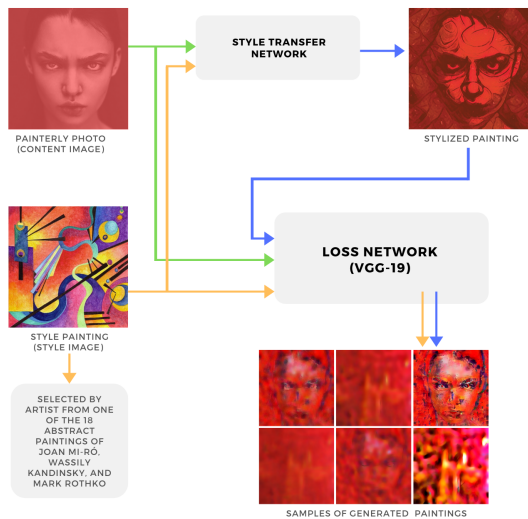 STYLE TRANSFER
NETWORK
PAINTERLY PHOTO
(CONTENT IMAGE)
STYLIZED PAINTING
LOSS NETWORK
(VGG-19)
STYLE PAINTING
(STYLE IMAGE)
SELECTED BY
ARTIST FROM ONE
OF THE 18
ABSTRACT
PAINTINGS OF
JOAN MI-RÓ,
WASSILY
KANDINSKY, AND
MARK ROTHKO
SAMPLES OF GENERATED PAINTINGS